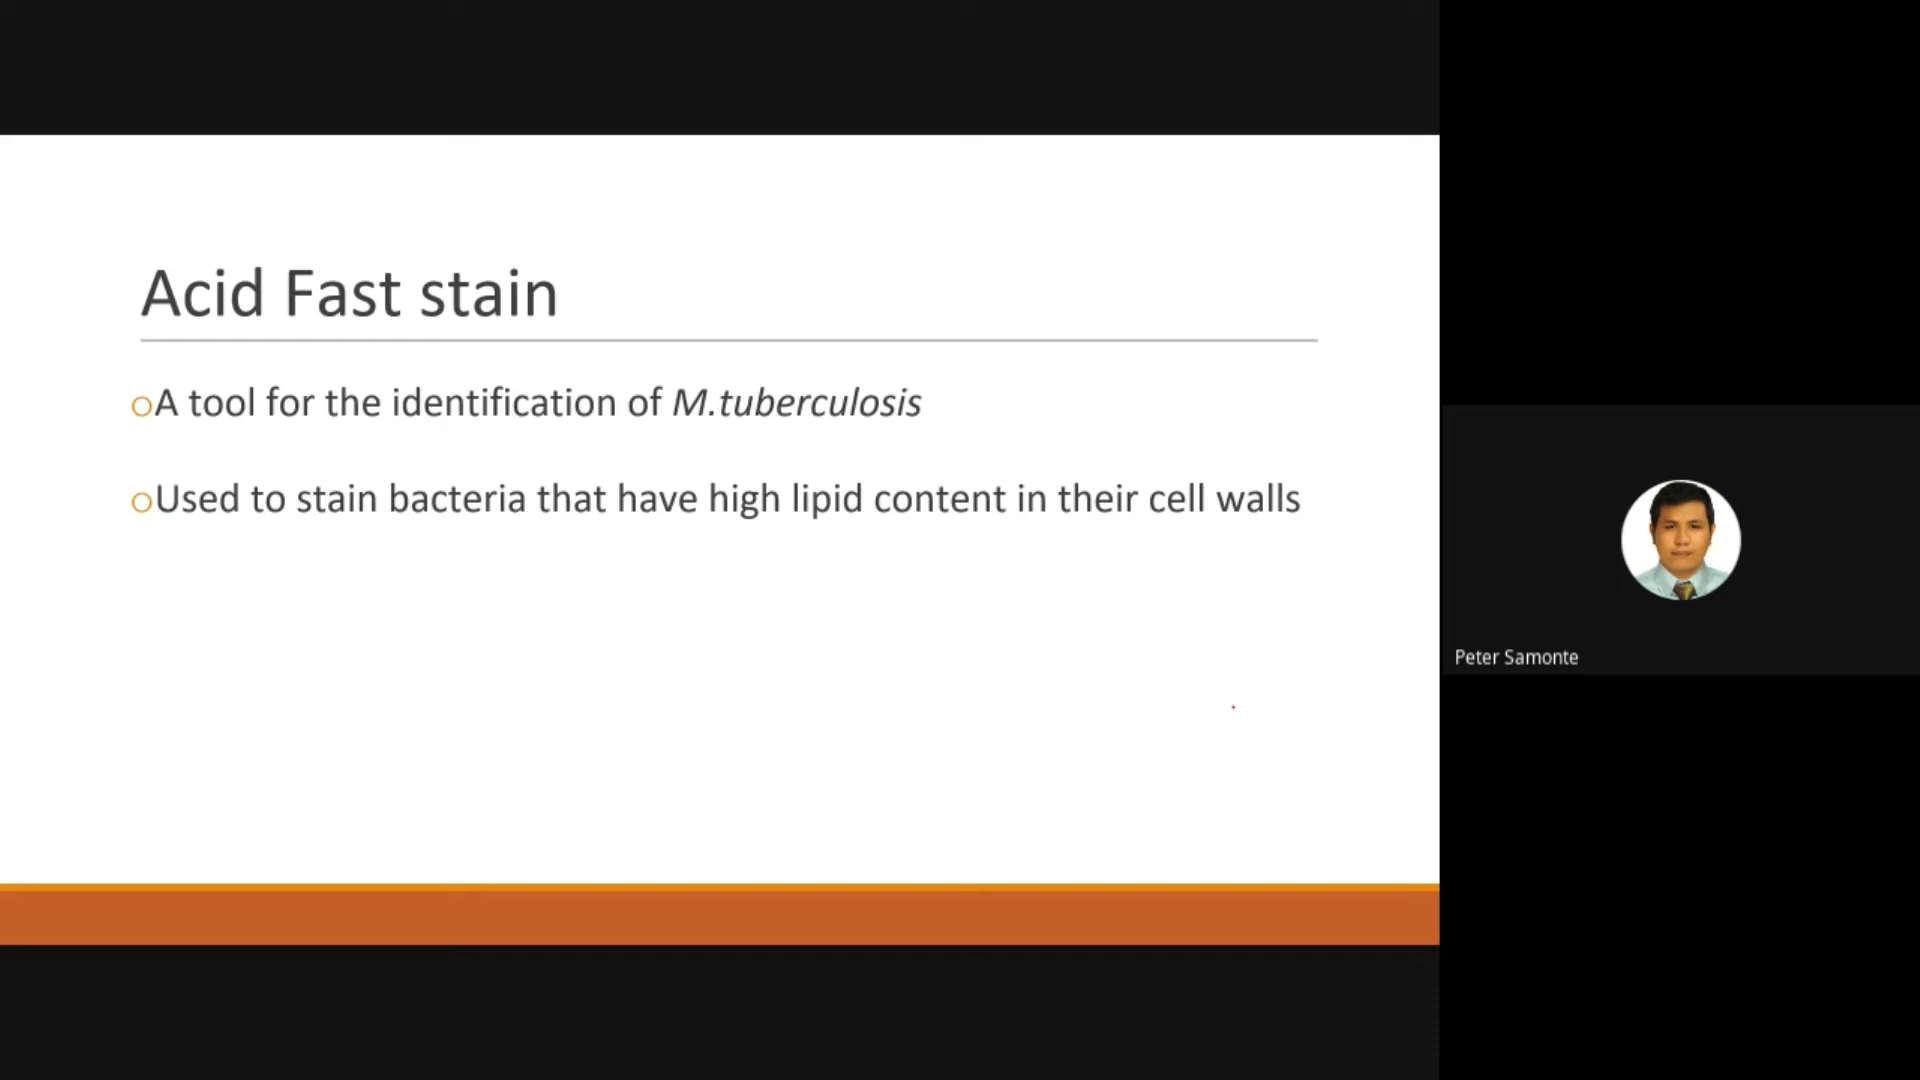 Acid Fast stain
A tool for the identification of M.tuberculosis
Used to stain bacteria that have high lipid content in their cell walls
Peter Samonte